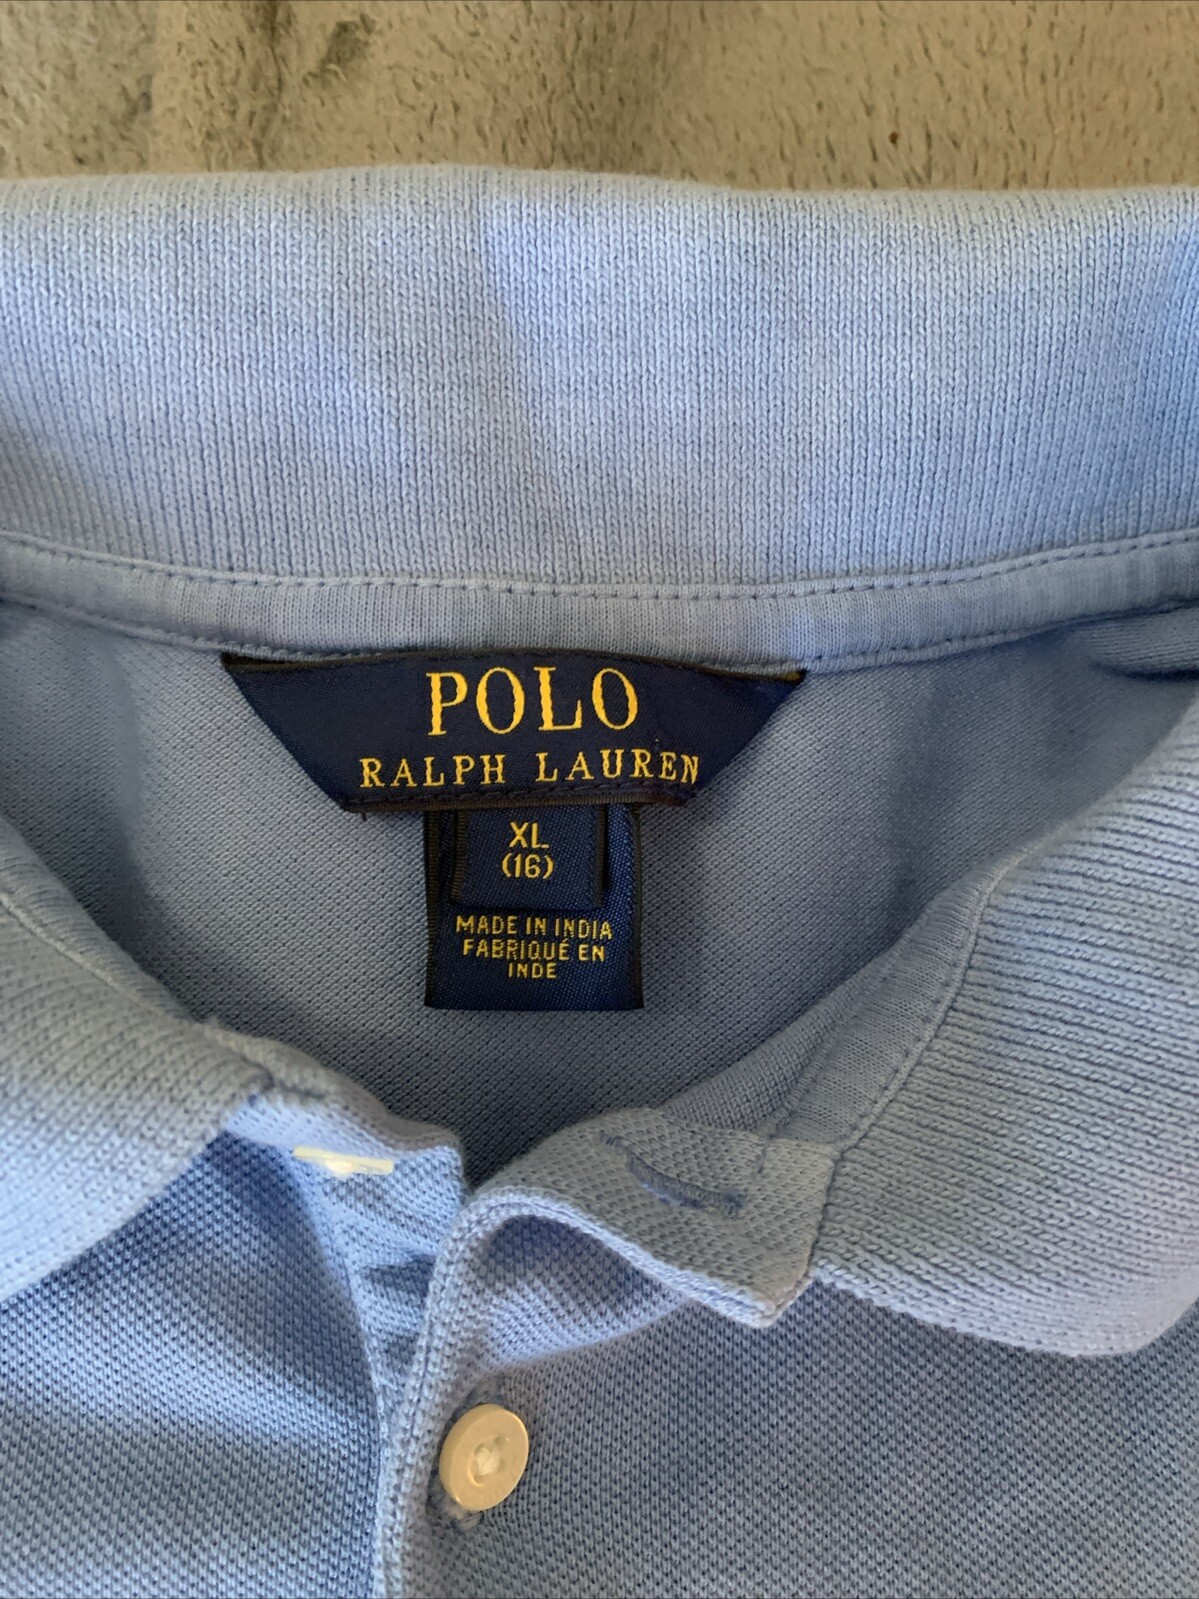 POLO
RALPH LAUREN
XL
(16)
MADE IN INDIA
FABRIQUÉ EN
INDE